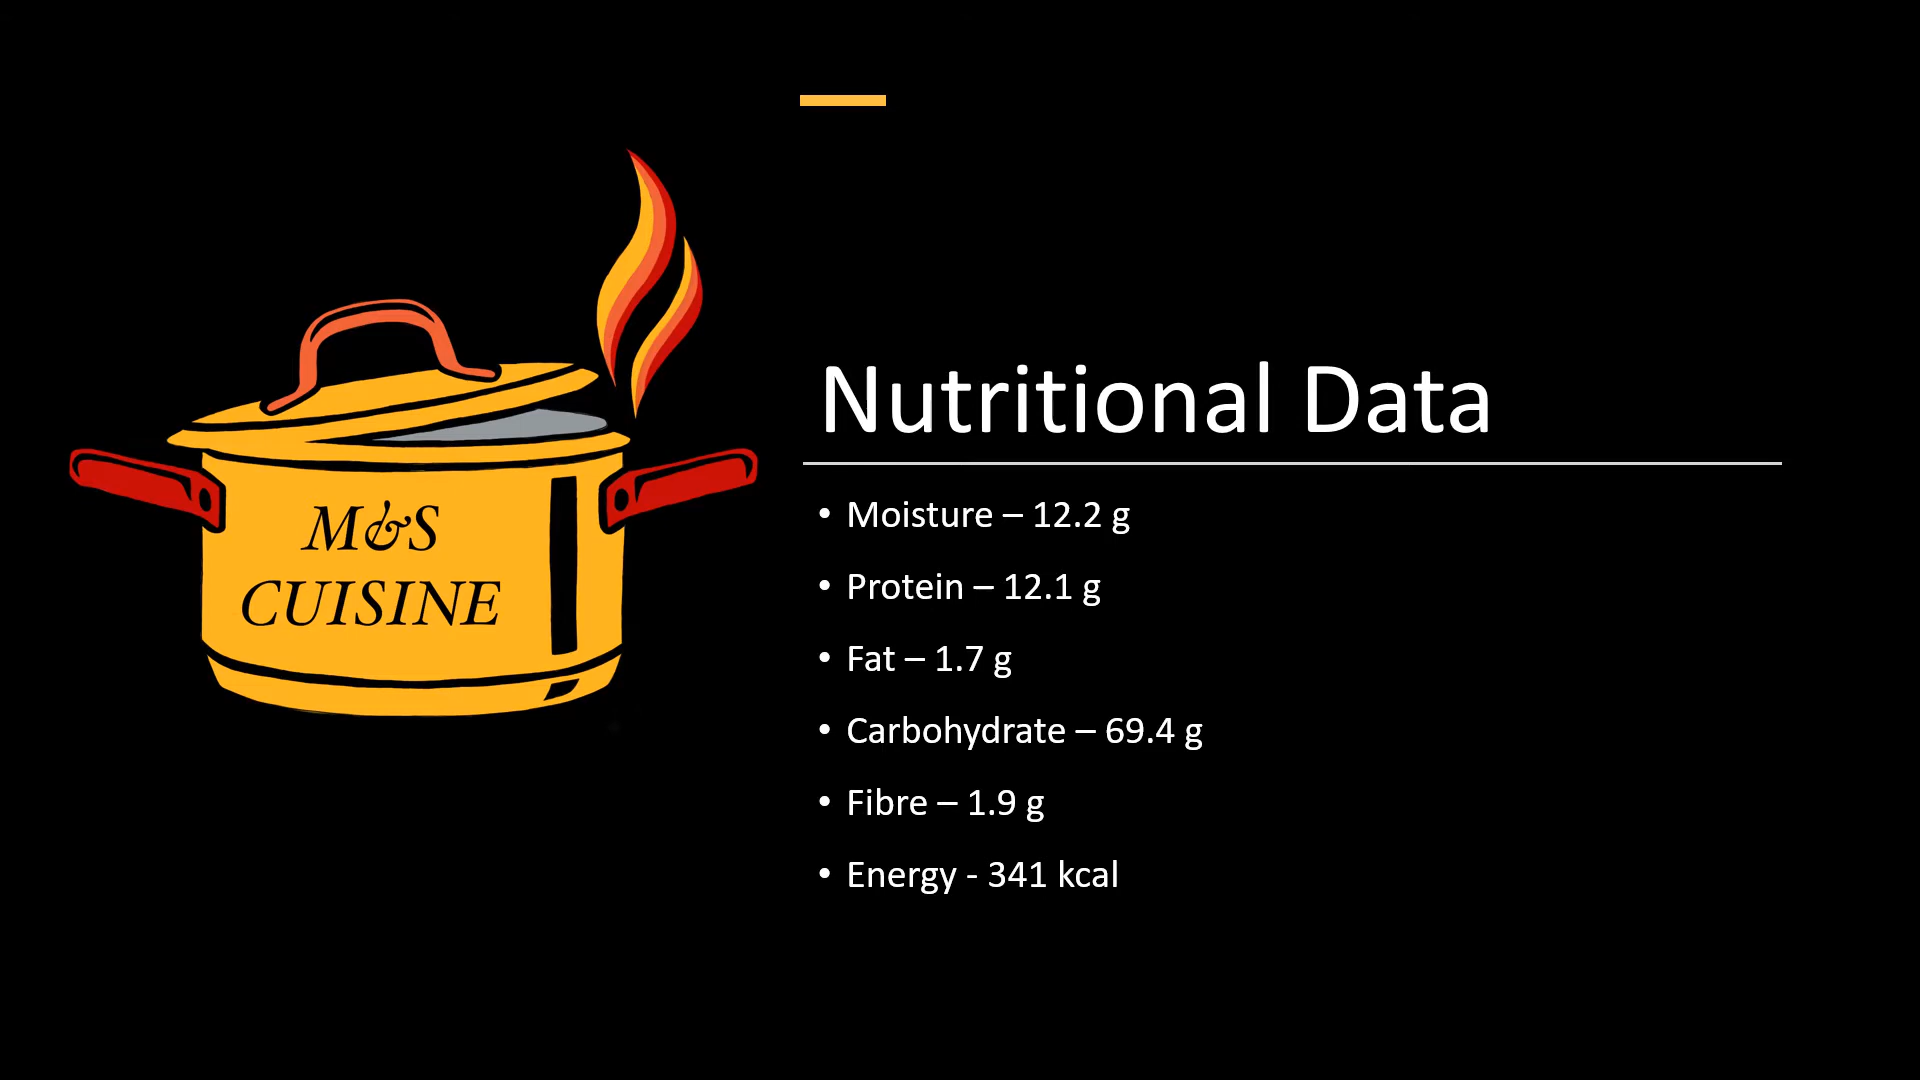 M&S
CUISINE
Nutritional Data
• Moisture – 12.2 g
• Protein – 12.1 g
• Fat – 1.7 g
• Carbohydrate – 69.4 g
• Fibre – 1.9 g
• Energy - 341 kcal